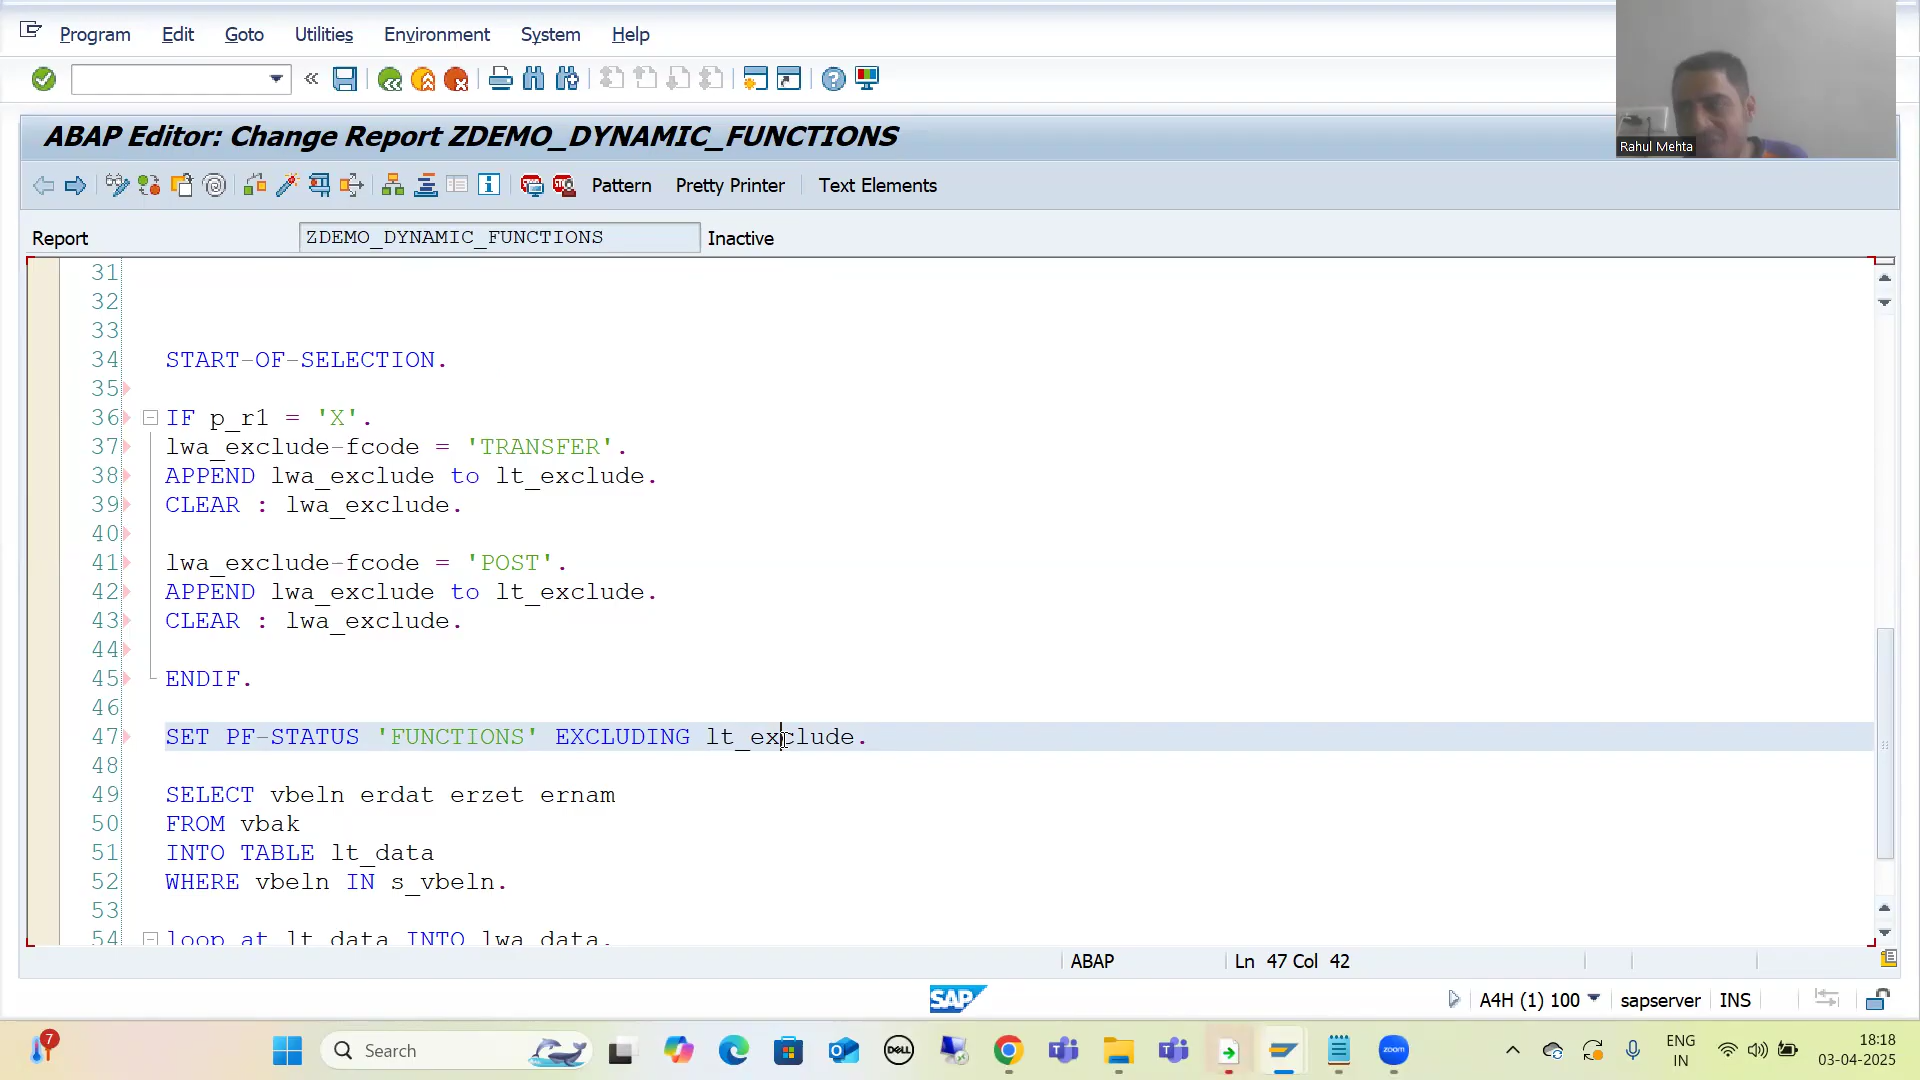 Program Edit Goto Utilities Environment System Help
Rahul Mehta
ABAP Editor: Change Report ZDEMO_DYNAMIC_FUNCTIONS
Pattern Pretty Printer Text Elements
Report ZDEMO_DYNAMIC_FUNCTIONS Inactive
31
32
33
34 START-OF-SELECTION.
35
36 IF p_r1 = 'X'.
37 lwa_exclude-fcode = 'TRANSFER'.
38 APPEND lwa_exclude to lt_exclude.
39 CLEAR : lwa_exclude.
40
41 lwa_exclude-fcode = 'POST'.
42 APPEND lwa_exclude to lt_exclude.
43 CLEAR : lwa_exclude.
44
45 ENDIF.
46
47 SET PF-STATUS 'FUNCTIONS' EXCLUDING lt_exclude.
48
49 SELECT vbeln erdat erzet ernam
50 FROM vbak
51 INTO TABLE lt_data
52 WHERE vbeln IN s_vbeln.
53
54 loop at lt_data INTO lwa_data.
ABAP Ln 47 Col 42
SAP A4H (1) 100 sapserver INS
7 Search DELL zoom ENG 18:18
IN 03-04-2025